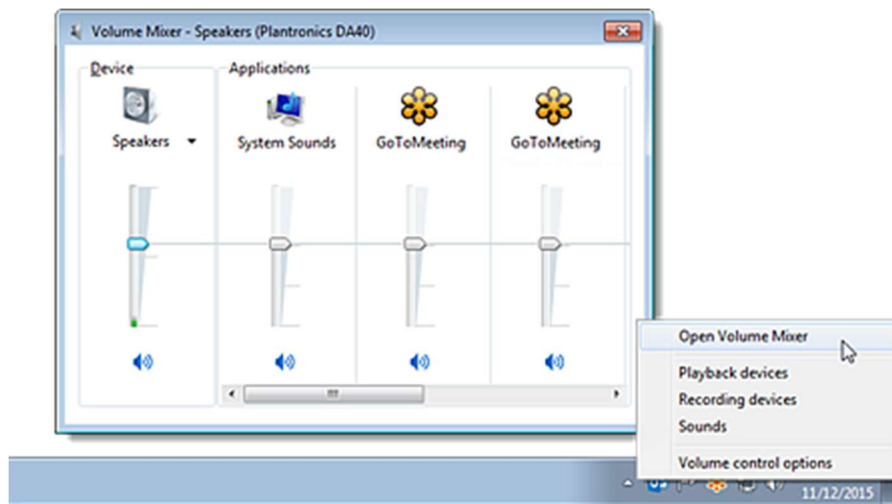 Volume Mixer - Speakers (Plantronics DA40)
Device
Applications
Speakers
System Sounds
GoToMeeting
GoToMeeting
Open Volume Mixer
Playback devices
Recording devices
Sounds
Volume control options
11/12/2015